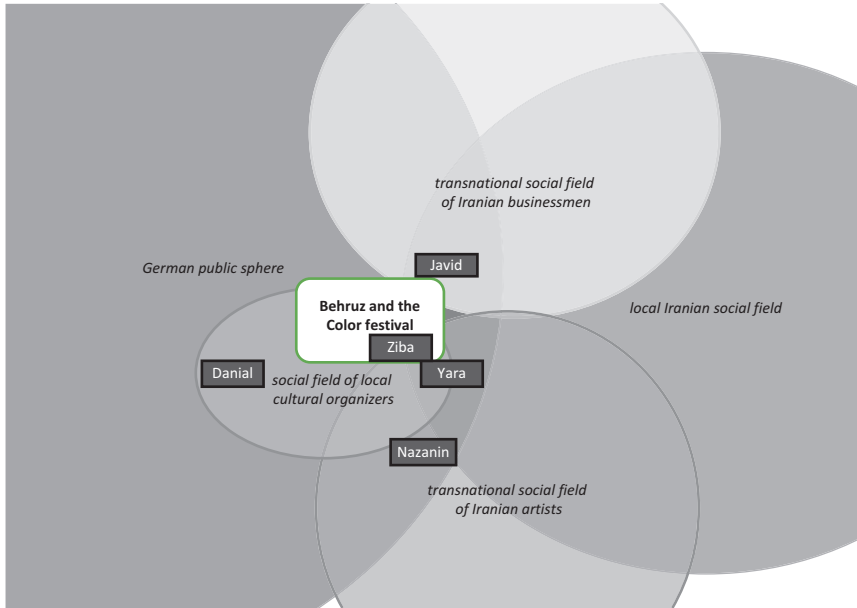 transnational social field
of Iranian businessmen
German public sphere
Javid
Behruz and the
Color festival
local Iranian social field
Ziba
Danial
Yara
social field of local
cultural organizers
Nazanin
transnational social field
of Iranian artists